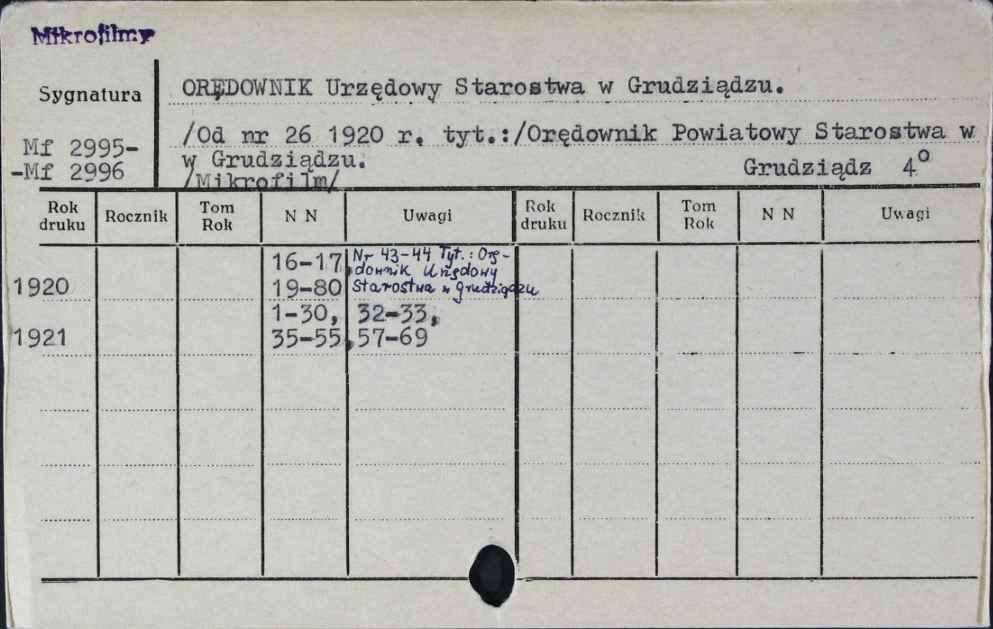 Mikrofilmy
Sygnatura
ORĘDOWNIK Urzędowy Starostwa w Grudziądzu.
/Od nr 26 1920 r. tyt.:/Orędownik Powiatowy Starostwa w
Mf 2995-
w Grudziądzu.
-Mf 2996
Grudziądz 4º
/Mikrofilm/
Rok druku Rocznik Tom Rok N N Uwagi Rok druku Rocznik Tom Rok N N Uwagi
16-17, Nr 43-44 Tyt.: Orę-
downik Urzędowy
1920 19-80 Starostwa w Grudziądzu
1-30, 32-33,
1921 35-55,57-69